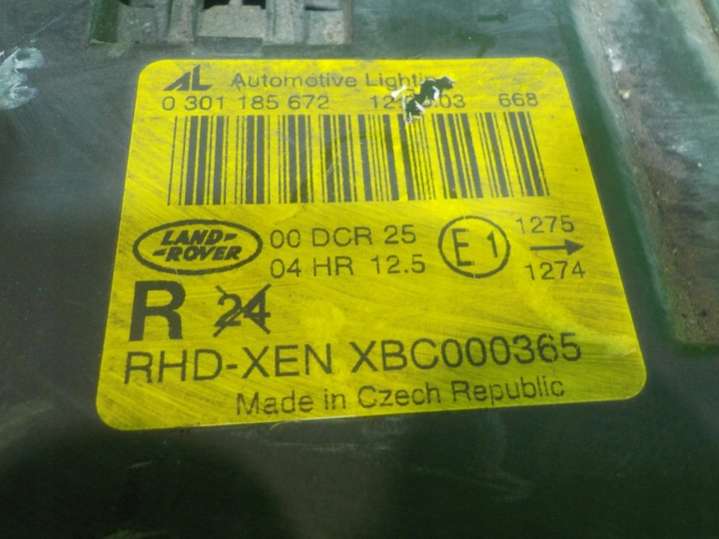 AL Automotive Lighting
0 301 185 672 668
LAND-ROVER
00 DCR 25
04 HR 12.5
E1
1275
1274
R 24
RHD-XEN XBC000365
Made in Czech Republic